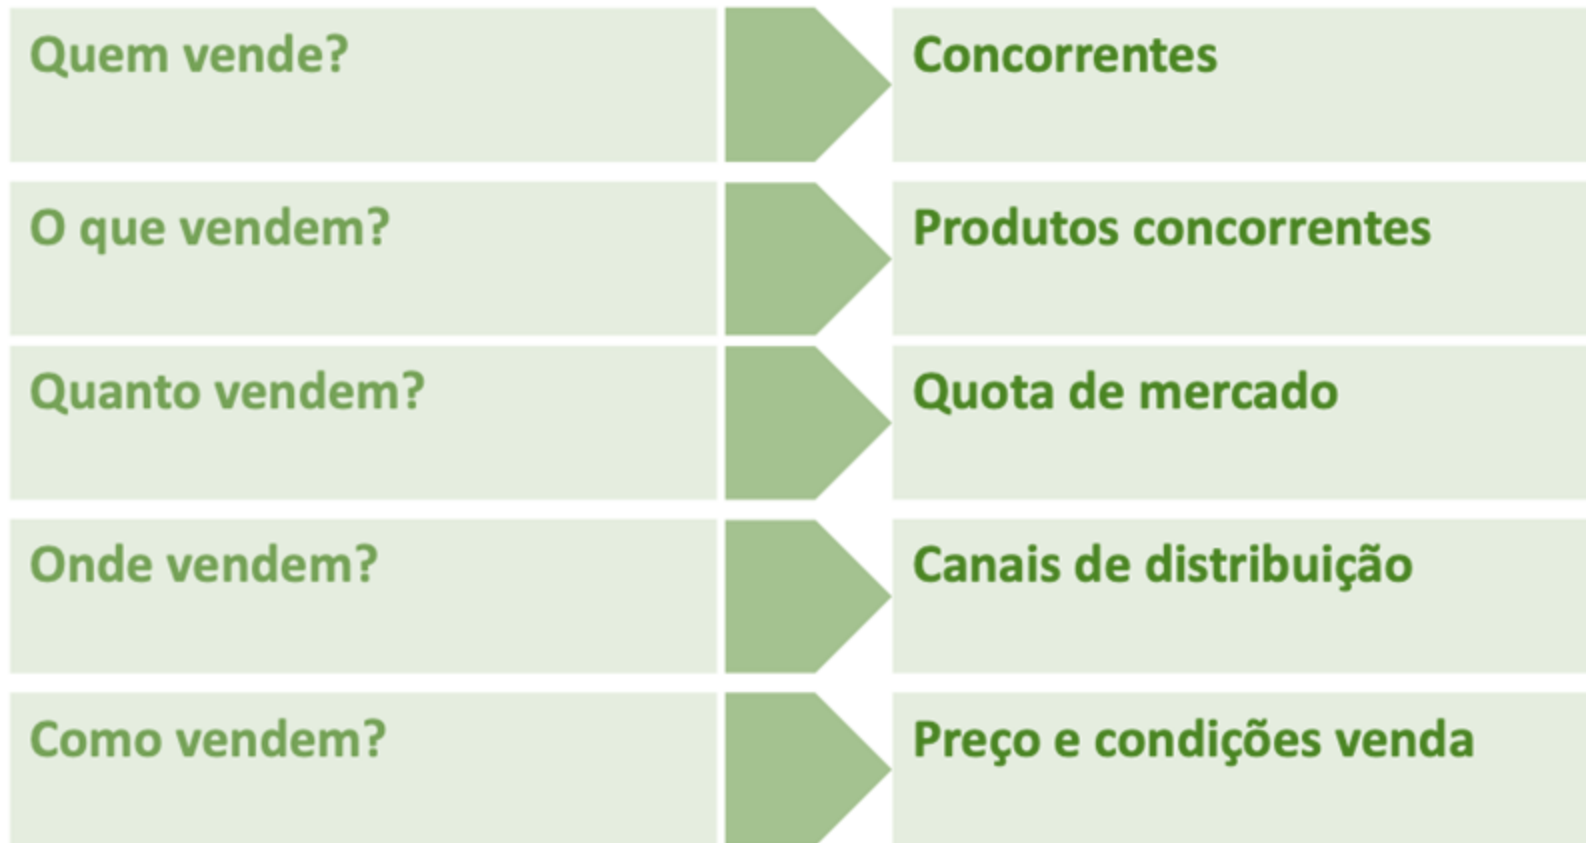 Quem vende?
Concorrentes
O que vendem?
Produtos concorrentes
Quanto vendem?
Quota de mercado
Onde vendem?
Canais de distribuição
Como vendem?
Preço e condições venda